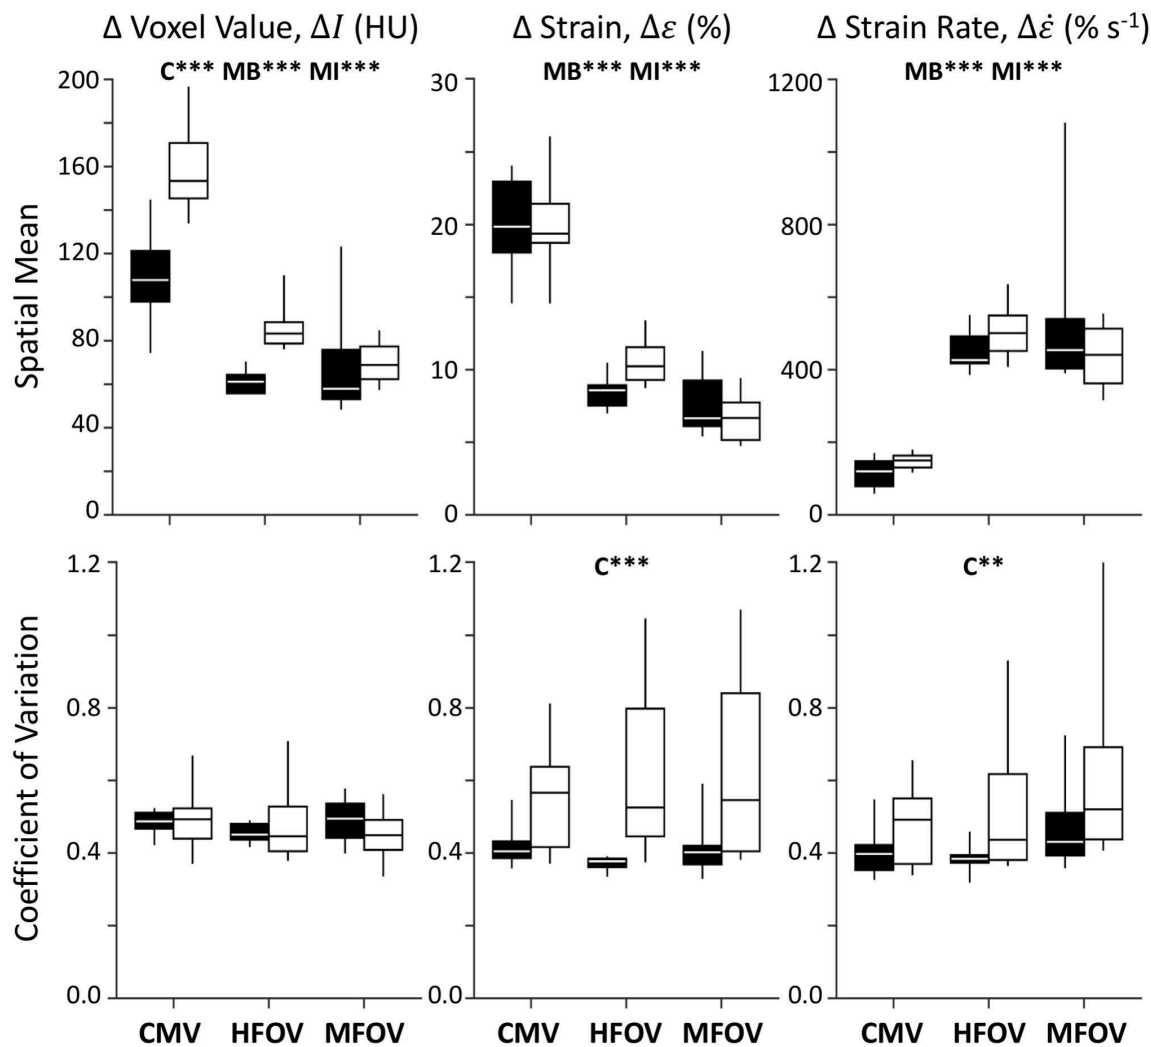 Δ Voxel Value, Δ𝐼 (HU)
Δ Strain, Δ𝜀 (%)
Δ Strain Rate, Δ𝜀̇ (% s⁻¹)
C*** MB*** MI***
MB*** MI***
MB*** MI***
Spatial Mean
200
160
120
80
40
0
30
20
10
0
1200
800
400
0
C***
C**
Coefficient of Variation
1.2
0.8
0.4
0.0
1.2
0.8
0.4
0.0
1.2
0.8
0.4
0.0
CMV HFOV MFOV
CMV HFOV MFOV
CMV HFOV MFOV